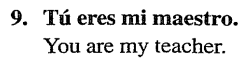 9. Tú eres mi maestro.
You are my teacher.